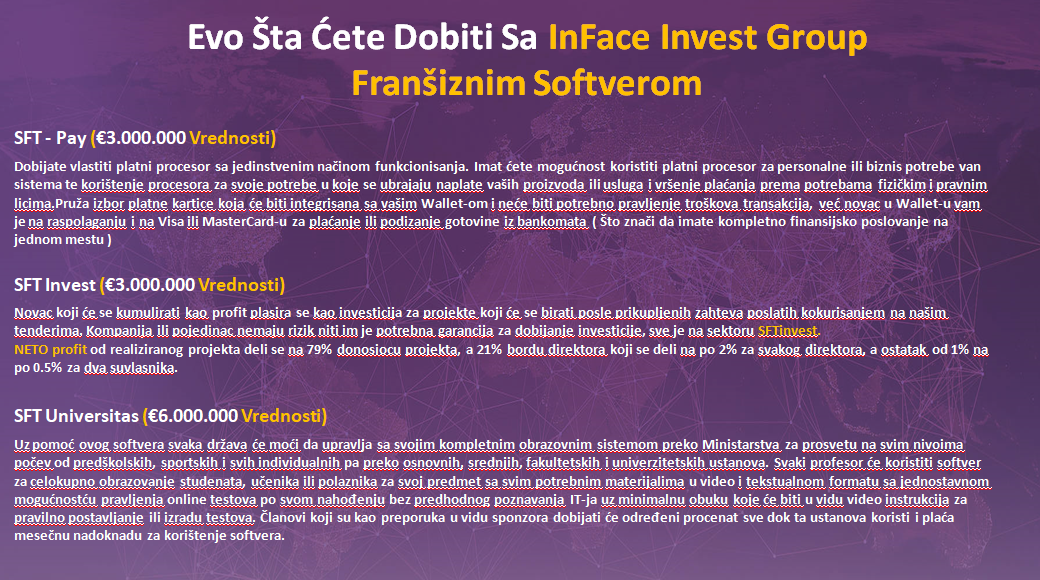 Evo Šta Ćete Dobiti Sa InFace Invest Group
Franšiznim Softverom
SFT - Pay (€3.000.000 Vrednosti)
Dobijate vlastiti platni procesor sa jedinstvenim načinom funkcionisanja. Imat ćete mogućnost koristiti platni procesor za personalne ili biznis potrebe van
sistema te korištenje procesora za svoje potrebe u koje se ubrajaju naplate vaših proizvoda ili usluga i vršenje plaćanja prema potrebama fizičkim i pravnim
licima.Pruža izbor platne kartice koja će biti integrisana sa vašim Wallet-om i neće biti potrebno pravljenje troškova transakcija, već novac u Wallet-u vam
je na raspolaganju i na Visa ili MasterCard-u za plaćanje ili podizanje gotovine iz bankomata ( Što znači da imate kompletno finansijsko poslovanje na
jednom mestu )
SFT Invest (€3.000.000 Vrednosti)
Novac koji će se kumulirati kao profit plasira se kao investicija za projekte koji će se birati posle prikupljenih zahteva poslatih kokurisanjem na našim
tenderima. Kompanija ili pojedinac nemaju rizik niti im je potrebna garancija za dobijanje investicije, sve je na sektoru SFTinvest.
NETO profit od realiziranog projekta deli se na 79% donosiocu projekta, a 21% bordu direktora koji se deli na po 2% za svakog direktora, a ostatak od 1% na
po 0.5% za dva suvlasnika.
SFT Universitas (€6.000.000 Vrednosti)
Uz pomoć ovog softvera svaka država će moći da upravlja sa svojim kompletnim obrazovnim sistemom preko Ministarstva za prosvetu na svim nivoima
počev od predškolskih, sportskih i svih individualnih pa preko osnovnih, srednjih, fakultetskih i univerzitetskih ustanova. Svaki profesor će koristiti softver
za celokupno obrazovanje studenata, učenika ili polaznika za svoj predmet sa svim potrebnim materijalima u video i tekstualnom formatu sa jednostavnom
mogućnostću pravljenja online testova po svom nahođenju bez predhodnog poznavanja IT-ja uz minimalnu obuku koje će biti u vidu video instrukcija za
pravilno postavljanje ili izradu testova. Članovi koji su kao preporuka u vidu sponzora dobijati će određeni procenat sve dok ta ustanova koristi i plaća
mesečnu nadoknadu za korištenje softvera.